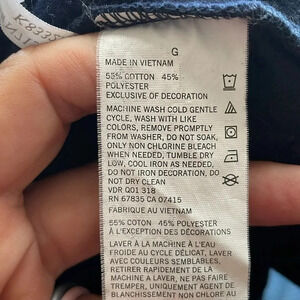 G
MADE IN VIETNAM
55% COTTON 45%
POLYESTER
EXCLUSIVE OF DECORATION
MACHINE WASH COLD GENTLE
CYCLE, WASH WITH LIKE
COLORS, REMOVE PROMPTLY
FROM WASHER, DO NOT SOAK,
ONLY NON CHLORINE BLEACH
WHEN NEEDED, TUMBLE DRY
LOW, COOL IRON AS NEEDED,
DO NOT IRON DECORATION, DO
NOT DRY CLEAN
VDR Q01 318
RN 67835 CA 07415
FABRIQUE AU VIETNAM
55% COTON 45% POLYESTER
À L'EXCEPTION DES DÉCORATIONS
LAVER À LA MACHINE À L'EAU
FROIDE AU CYCLE DÉLICAT, LAVER
AVEC COULEURS SEMBLABLES,
RETIRER RAPIDEMENT DE LA
MACHINE A LAVER, NE PAS FAIRE
TREMPER, UNIQUEMENT AGENT DE
BLANCHISSEMENT NON CHLORE AU